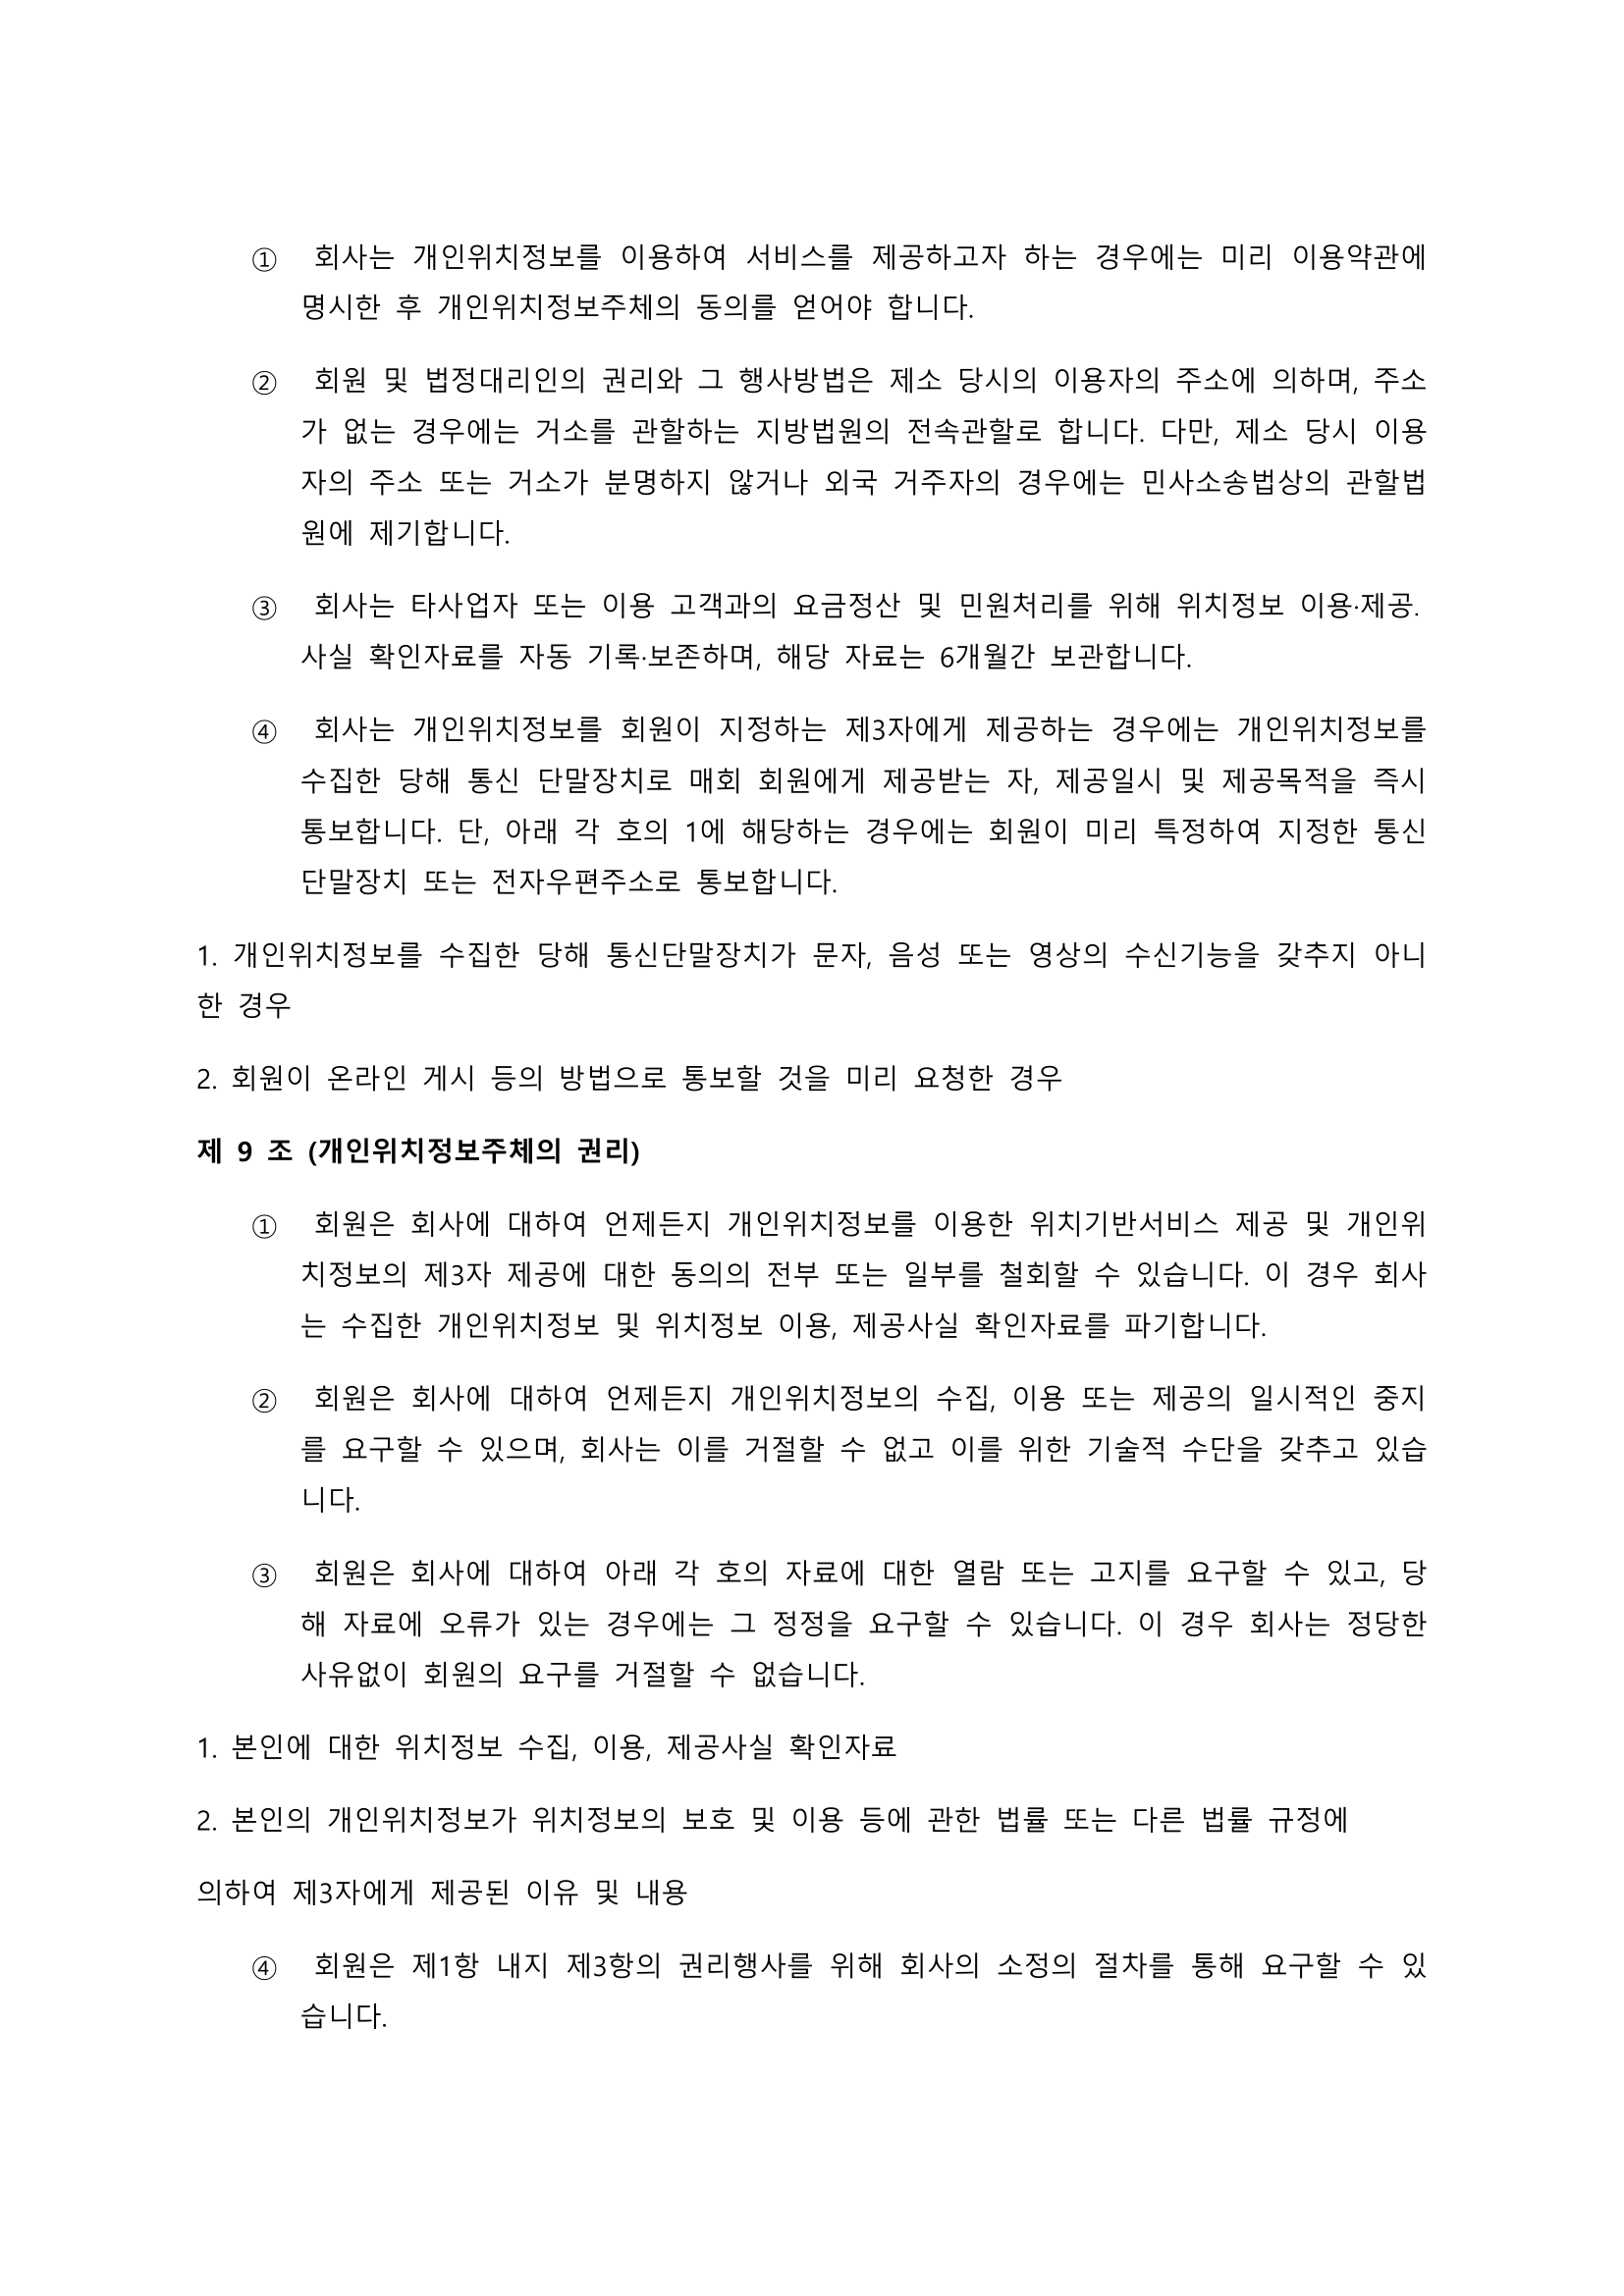 ① 회사는 개인위치정보를 이용하여 서비스를 제공하고자 하는 경우에는 미리 이용약관에
명시한 후 개인위치정보주체의 동의를 얻어야 합니다.
② 회원 및 법정대리인의 권리와 그 행사방법은 제소 당시의 이용자의 주소에 의하며, 주소
가 없는 경우에는 거소를 관할하는 지방법원의 전속관할로 합니다. 다만, 제소 당시 이용
자의 주소 또는 거소가 분명하지 않거나 외국 거주자의 경우에는 민사소송법상의 관할법
원에 제기합니다.
③ 회사는 타사업자 또는 이용 고객과의 요금정산 및 민원처리를 위해 위치정보 이용·제공.
사실 확인자료를 자동 기록·보존하며, 해당 자료는 6개월간 보관합니다.
④ 회사는 개인위치정보를 회원이 지정하는 제3자에게 제공하는 경우에는 개인위치정보를
수집한 당해 통신 단말장치로 매회 회원에게 제공받는 자, 제공일시 및 제공목적을 즉시
통보합니다. 단, 아래 각 호의 1에 해당하는 경우에는 회원이 미리 특정하여 지정한 통신
단말장치 또는 전자우편주소로 통보합니다.
1. 개인위치정보를 수집한 당해 통신단말장치가 문자, 음성 또는 영상의 수신기능을 갖추지 아니
한 경우
2. 회원이 온라인 게시 등의 방법으로 통보할 것을 미리 요청한 경우
제 9 조 (개인위치정보주체의 권리)
① 회원은 회사에 대하여 언제든지 개인위치정보를 이용한 위치기반서비스 제공 및 개인위
치정보의 제3자 제공에 대한 동의의 전부 또는 일부를 철회할 수 있습니다. 이 경우 회사
는 수집한 개인위치정보 및 위치정보 이용, 제공사실 확인자료를 파기합니다.
② 회원은 회사에 대하여 언제든지 개인위치정보의 수집, 이용 또는 제공의 일시적인 중지
를 요구할 수 있으며, 회사는 이를 거절할 수 없고 이를 위한 기술적 수단을 갖추고 있습
니다.
③ 회원은 회사에 대하여 아래 각 호의 자료에 대한 열람 또는 고지를 요구할 수 있고, 당
해 자료에 오류가 있는 경우에는 그 정정을 요구할 수 있습니다. 이 경우 회사는 정당한
사유없이 회원의 요구를 거절할 수 없습니다.
1. 본인에 대한 위치정보 수집, 이용, 제공사실 확인자료
2. 본인의 개인위치정보가 위치정보의 보호 및 이용 등에 관한 법률 또는 다른 법률 규정에
의하여 제3자에게 제공된 이유 및 내용
④ 회원은 제1항 내지 제3항의 권리행사를 위해 회사의 소정의 절차를 통해 요구할 수 있
습니다.